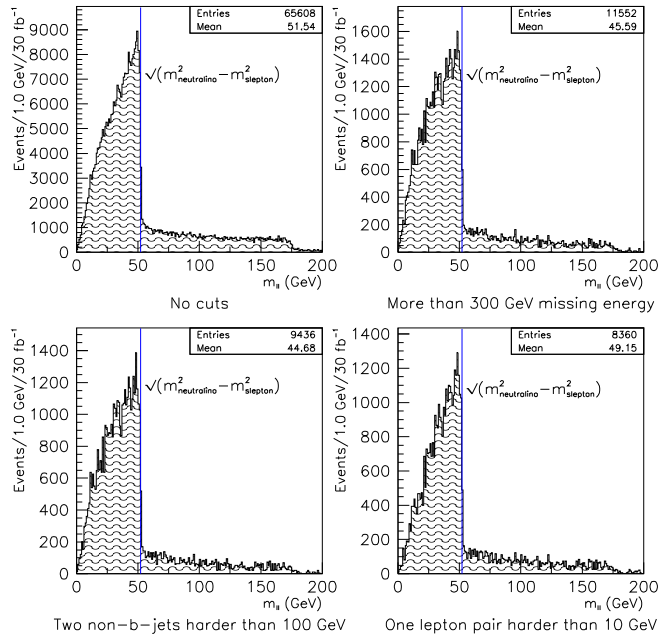 Entries 65608
Mean 51.54
Events/1.0 GeV/30 fb⁻¹
9000
8000
7000
6000
5000
4000
3000
2000
1000
0
√(m²neutralino−m²slepton)
0 50 100 150 200
m_ll (GeV)
No cuts
Entries 11552
Mean 45.59
Events/1.0 GeV/30 fb⁻¹
1600
1400
1200
1000
800
600
400
200
0
√(m²neutralino−m²slepton)
0 50 100 150 200
m_ll (GeV)
More than 300 GeV missing energy
Entries 9436
Mean 44.68
Events/1.0 GeV/30 fb⁻¹
1400
1200
1000
800
600
400
200
0
√(m²neutralino−m²slepton)
0 50 100 150 200
m_ll (GeV)
Two non−b−jets harder than 100 GeV
Entries 8360
Mean 49.15
Events/1.0 GeV/30 fb⁻¹
1400
1200
1000
800
600
400
200
0
√(m²neutralino−m²slepton)
0 50 100 150 200
m_ll (GeV)
One lepton pair harder than 10 GeV